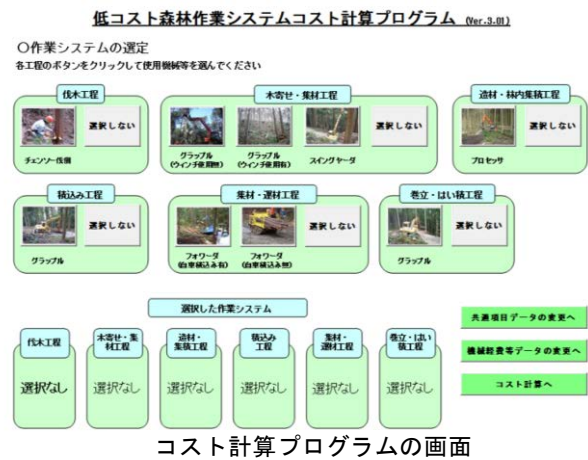 低コスト森林作業システムコスト計算プログラム (Ver.3.01)
〇作業システムの選定
各工程のボタンをクリックして使用機械等を選んでください
伐木工程
選択しない
チェンソー伐倒
木寄せ・集材工程
選択しない
グラップル
(ウィンチ使用無)
グラップル
(ウィンチ使用有)
スイングヤーダ
造材・林内集積工程
選択しない
プロセッサ
積込み工程
選択しない
グラップル
集材・運材工程
選択しない
フォワーダ
(自車積込み有)
フォワーダ
(自車積込み無)
巻立・はい積工程
選択しない
グラップル
選択した作業システム
伐木工程
選択なし
木寄せ・集
材工程
選択なし
造材・
集積工程
選択なし
積込み
工程
選択なし
集材・
運材工程
選択なし
巻立・はい
積工程
選択なし
共通項目データの変更へ
機械経費等データの変更へ
コスト計算へ
コスト計算プログラムの画面